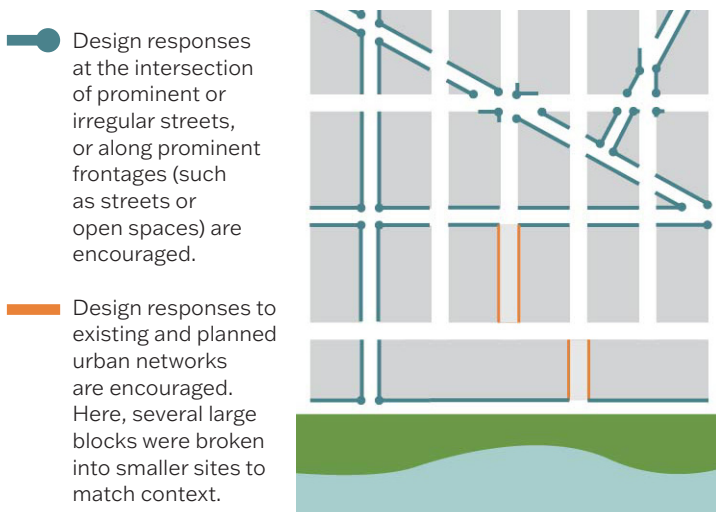 Design responses
at the intersection
of prominent or
irregular streets,
or along prominent
frontages (such
as streets or
open spaces) are
encouraged.
Design responses to
existing and planned
urban networks
are encouraged.
Here, several large
blocks were broken
into smaller sites to
match context.